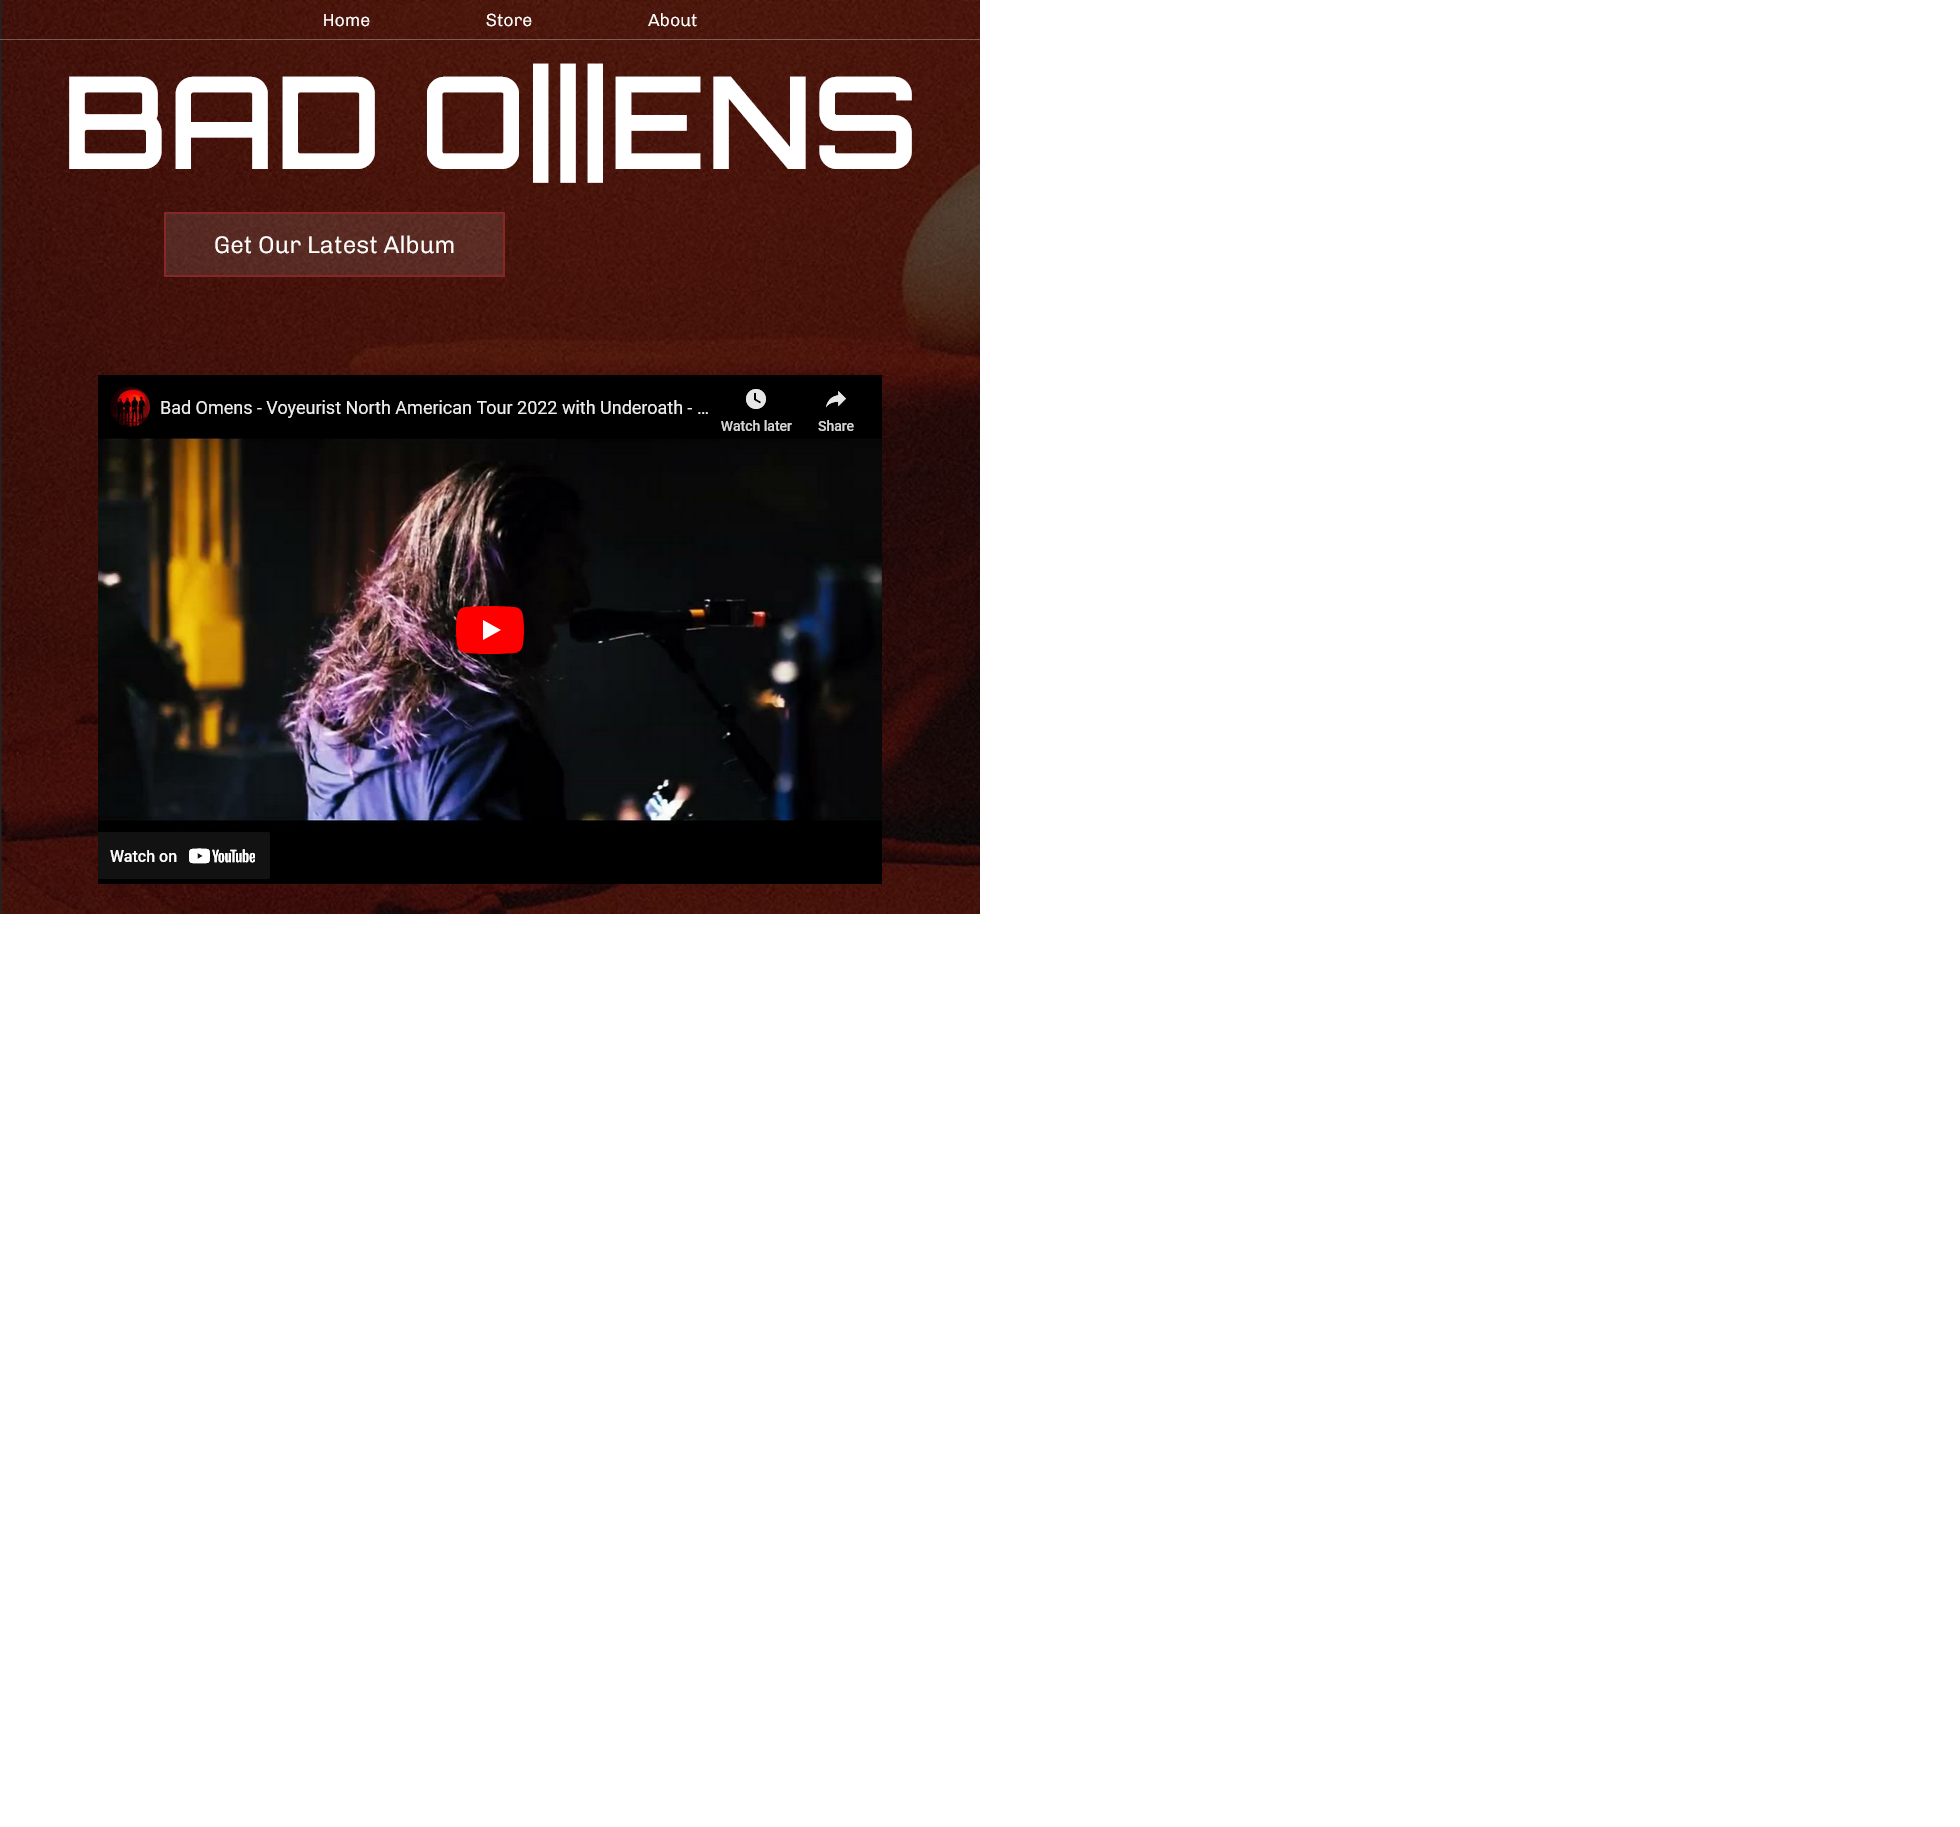 Home Store About
BAD O|||ENS
Get Our Latest Album
Bad Omens - Voyeurist North American Tour 2022 with Underoath - ...
Watch later Share
Watch on YouTube